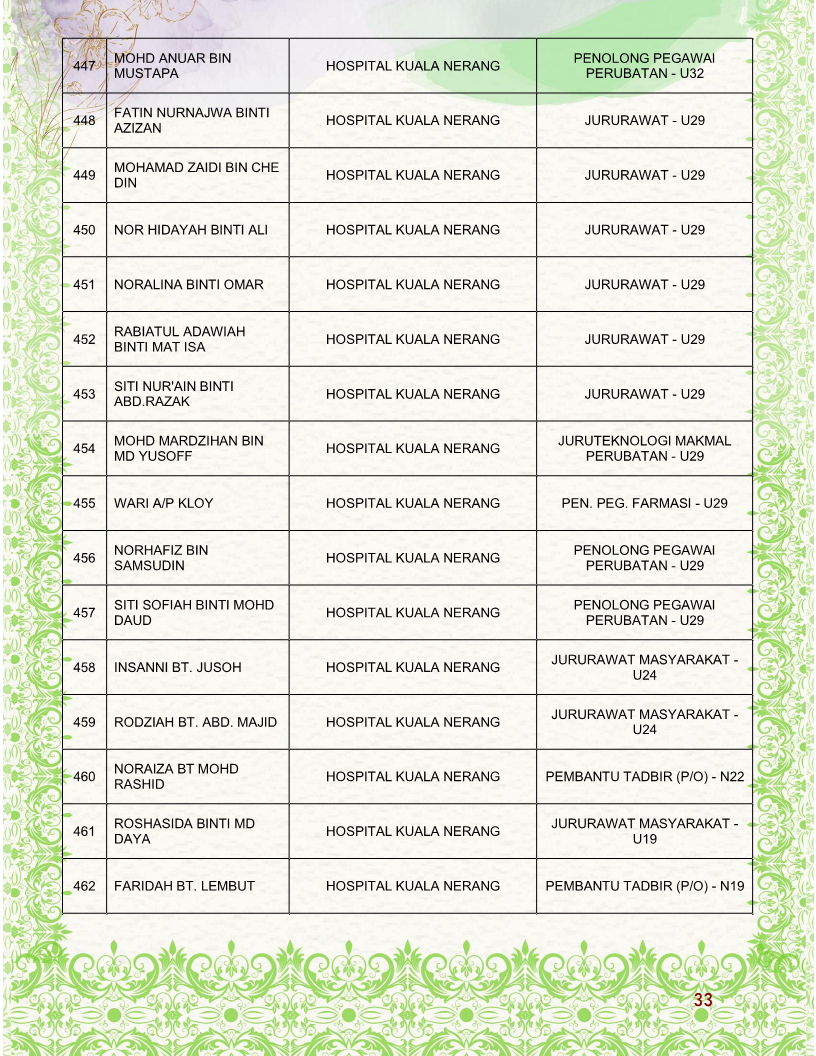 447 MOHD ANUAR BIN MUSTAPA HOSPITAL KUALA NERANG PENOLONG PEGAWAI PERUBATAN - U32
448 FATIN NURNAJWA BINTI AZIZAN HOSPITAL KUALA NERANG JURURAWAT - U29
449 MOHAMAD ZAIDI BIN CHE DIN HOSPITAL KUALA NERANG JURURAWAT - U29
450 NOR HIDAYAH BINTI ALI HOSPITAL KUALA NERANG JURURAWAT - U29
451 NORALINA BINTI OMAR HOSPITAL KUALA NERANG JURURAWAT - U29
452 RABIATUL ADAWIAH BINTI MAT ISA HOSPITAL KUALA NERANG JURURAWAT - U29
453 SITI NUR'AIN BINTI ABD.RAZAK HOSPITAL KUALA NERANG JURURAWAT - U29
454 MOHD MARDZIHAN BIN MD YUSOFF HOSPITAL KUALA NERANG JURUTEKNOLOGI MAKMAL PERUBATAN - U29
455 WARI A/P KLOY HOSPITAL KUALA NERANG PEN. PEG. FARMASI - U29
456 NORHAFIZ BIN SAMSUDIN HOSPITAL KUALA NERANG PENOLONG PEGAWAI PERUBATAN - U29
457 SITI SOFIAH BINTI MOHD DAUD HOSPITAL KUALA NERANG PENOLONG PEGAWAI PERUBATAN - U29
458 INSANNI BT. JUSOH HOSPITAL KUALA NERANG JURURAWAT MASYARAKAT - U24
459 RODZIAH BT. ABD. MAJID HOSPITAL KUALA NERANG JURURAWAT MASYARAKAT - U24
460 NORAIZA BT MOHD RASHID HOSPITAL KUALA NERANG PEMBANTU TADBIR (P/O) - N22
461 ROSHASIDA BINTI MD DAYA HOSPITAL KUALA NERANG JURURAWAT MASYARAKAT - U19
462 FARIDAH BT. LEMBUT HOSPITAL KUALA NERANG PEMBANTU TADBIR (P/O) - N19
33